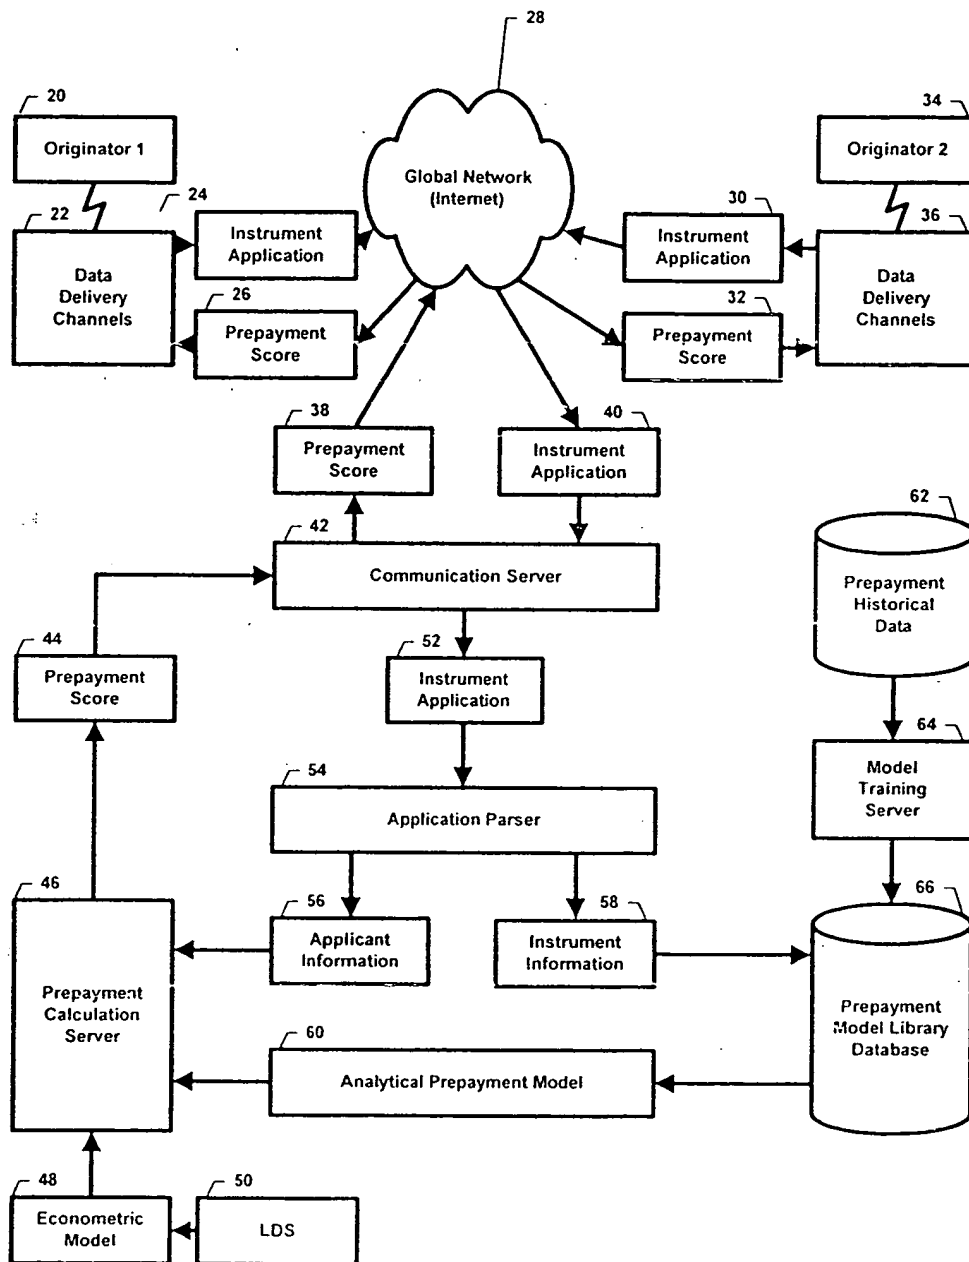 28
20
34
Originator 1
Originator 2
Global Network
(Internet)
24
22
30
36
Instrument
Application
Instrument
Application
Data
Delivery
Channels
Data
Delivery
Channels
26
32
Prepayment
Score
Prepayment
Score
38
40
Prepayment
Score
Instrument
Application
62
42
Communication Server
Prepayment
Historical
Data
44
52
Prepayment
Score
Instrument
Application
64
Model
Training
Server
54
Application Parser
46
56
58
66
Applicant
Information
Instrument
Information
Prepayment
Calculation
Server
Prepayment
Model Library
Database
60
Analytical Prepayment Model
48
50
Econometric
Model
LDS